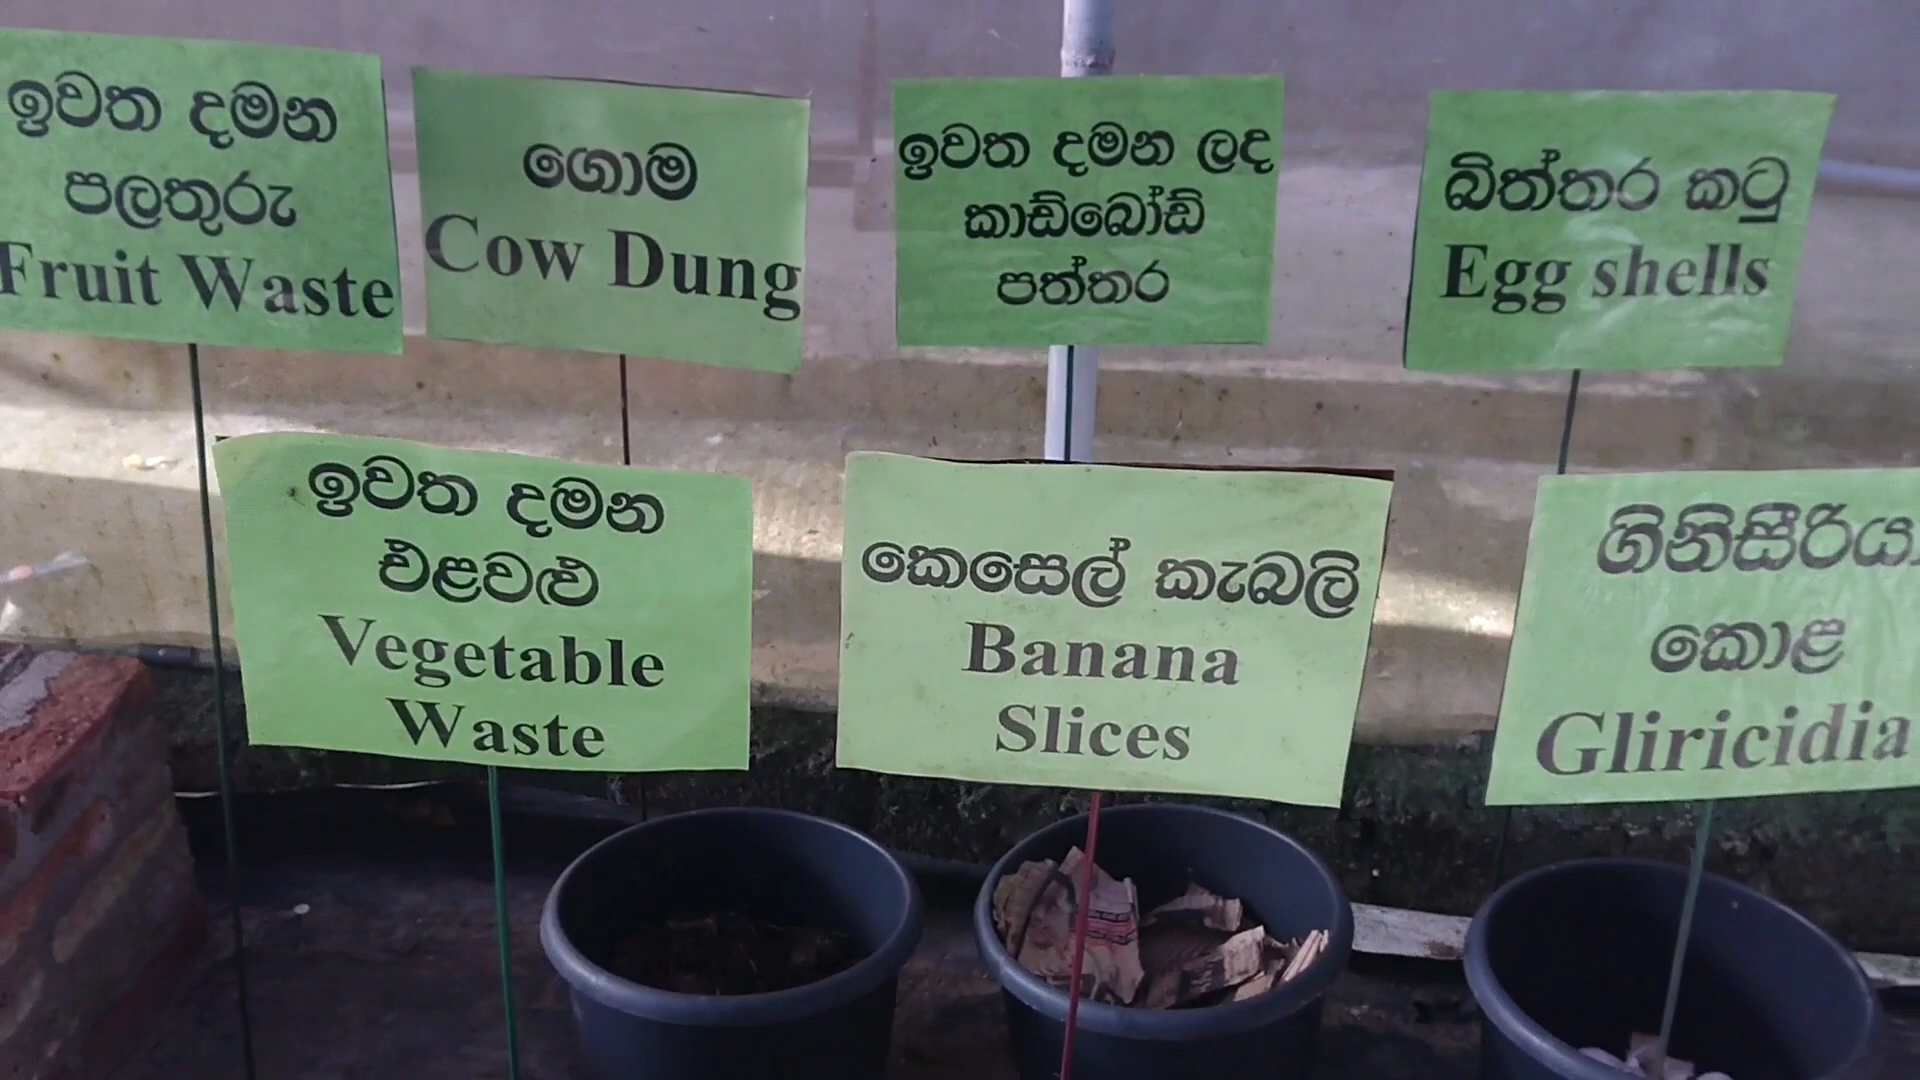 ඉවත දමන
පලතුරු
Fruit Waste
ගොම
Cow Dung
ඉවත දමන ලද
කාඩ්බෝඩ්
පත්තර
බිත්තර කටු
Egg shells
ඉවත දමන
එළවළු
Vegetable
Waste
කෙසෙල් කැබලි
Banana
Slices
ගිනිසීරියා
කොළ
Gliricidia